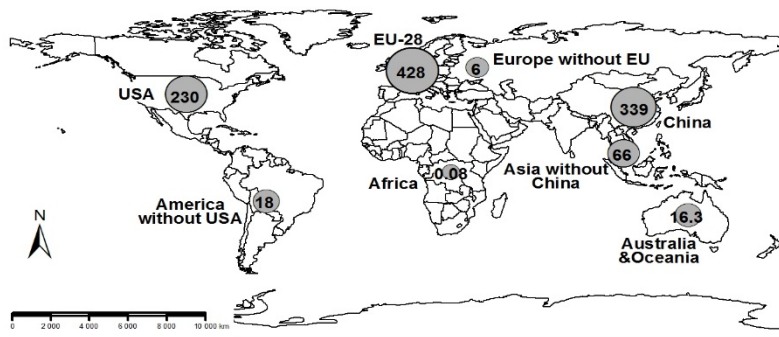 EU-28
428
6
Europe without EU
USA
230
339
China
66
Asia without
China
Africa
0.08
America
without USA
18
16.3
Australia
&Oceania
N
0 2 000 4 000 6 000 8 000 10 000 km